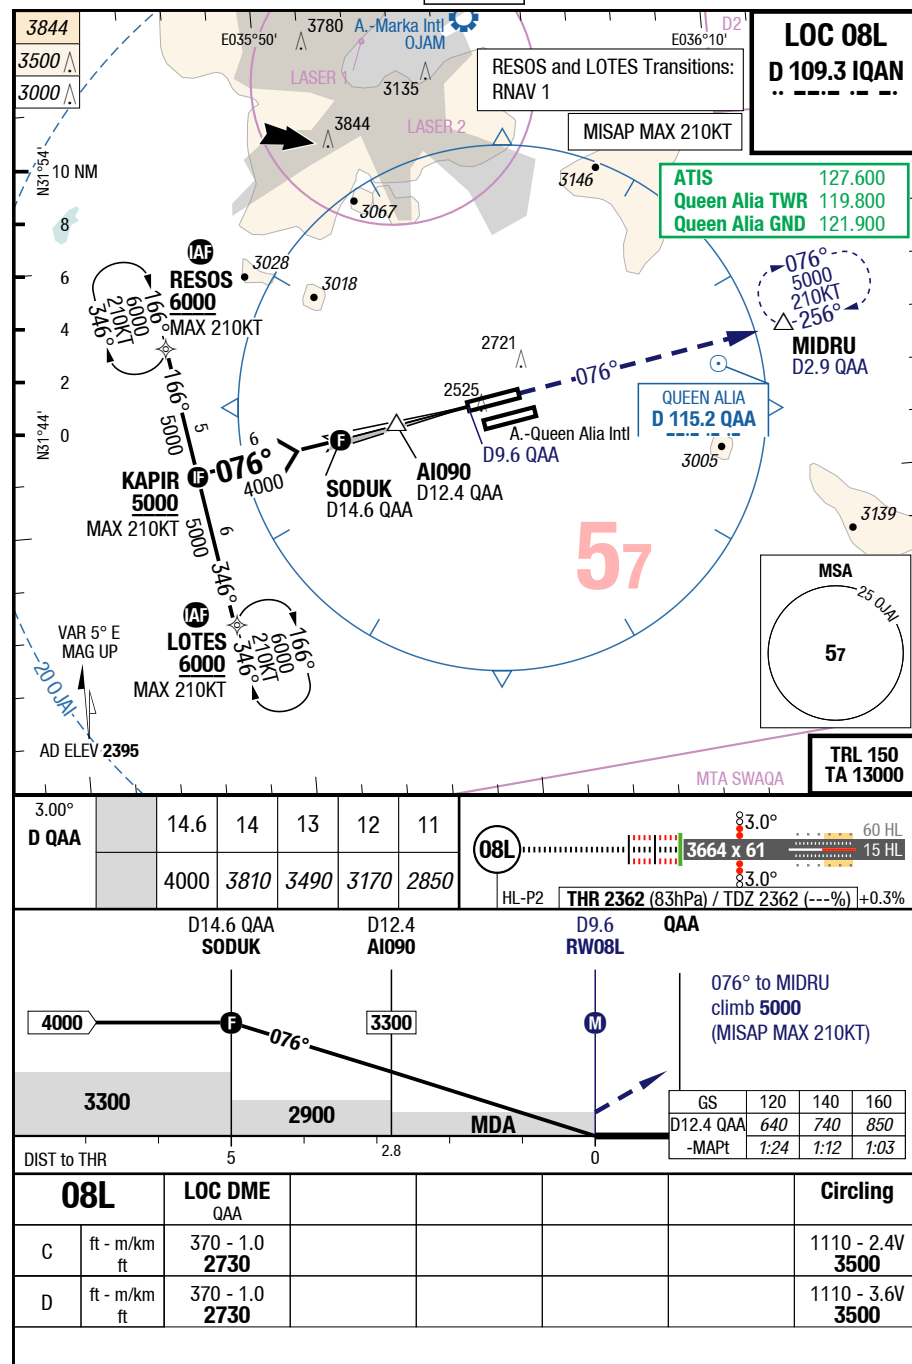 3844
3500
3000
E035°50'
3780
A.-Marka Intl
OJAM
E036°10'
D2
LOC 08L
D 109.3 IQAN
LASER 1
3135
RESOS and LOTES Transitions:
RNAV 1
3844
LASER 2
MISAP MAX 210KT
N31°54'
10 NM
3146
3067
ATIS 127.600
Queen Alia TWR 119.800
Queen Alia GND 121.900
8
6
4
2
0
N31°44'
IAF
RESOS
6000
MAX 210KT
3028
3018
166°
6000
210KT
346°
076°
5000
210KT
256°
MIDRU
D2.9 QAA
2721
2525
076°
QUEEN ALIA
D 115.2 QAA
A.-Queen Alia Intl
D9.6 QAA
3005
166°
5
5000
6
076°
4000
IF
KAPIR
5000
MAX 210KT
F
SODUK
D14.6 QAA
AI090
D12.4 QAA
3139
57
6
5000
346°
IAF
LOTES
6000
MAX 210KT
166°
6000
210KT
346°
MSA
25 OJAI
57
VAR 5° E
MAG UP
20 OJAI
AD ELEV 2395
MTA SWAQA
TRL 150
TA 13000
3.00°
D QAA
14.6 14 13 12 11
4000 3810 3490 3170 2850
08L
3.0°
3664 x 61
60 HL
15 HL
3.0°
HL-P2
THR 2362 (83hPa) / TDZ 2362 (---%)
+0.3%
D14.6 QAA
SODUK
D12.4
AI090
D9.6
RW08L
QAA
4000
F
076°
3300
M
076° to MIDRU
climb 5000
(MISAP MAX 210KT)
3300
2900
MDA
GS 120 140 160
D12.4 QAA 640 740 850
-MAPt 1:24 1:12 1:03
DIST to THR
5
2.8
0
08L
LOC DME
QAA
Circling
C
ft - m/km
ft
370 - 1.0
2730
1110 - 2.4V
3500
D
ft - m/km
ft
370 - 1.0
2730
1110 - 3.6V
3500